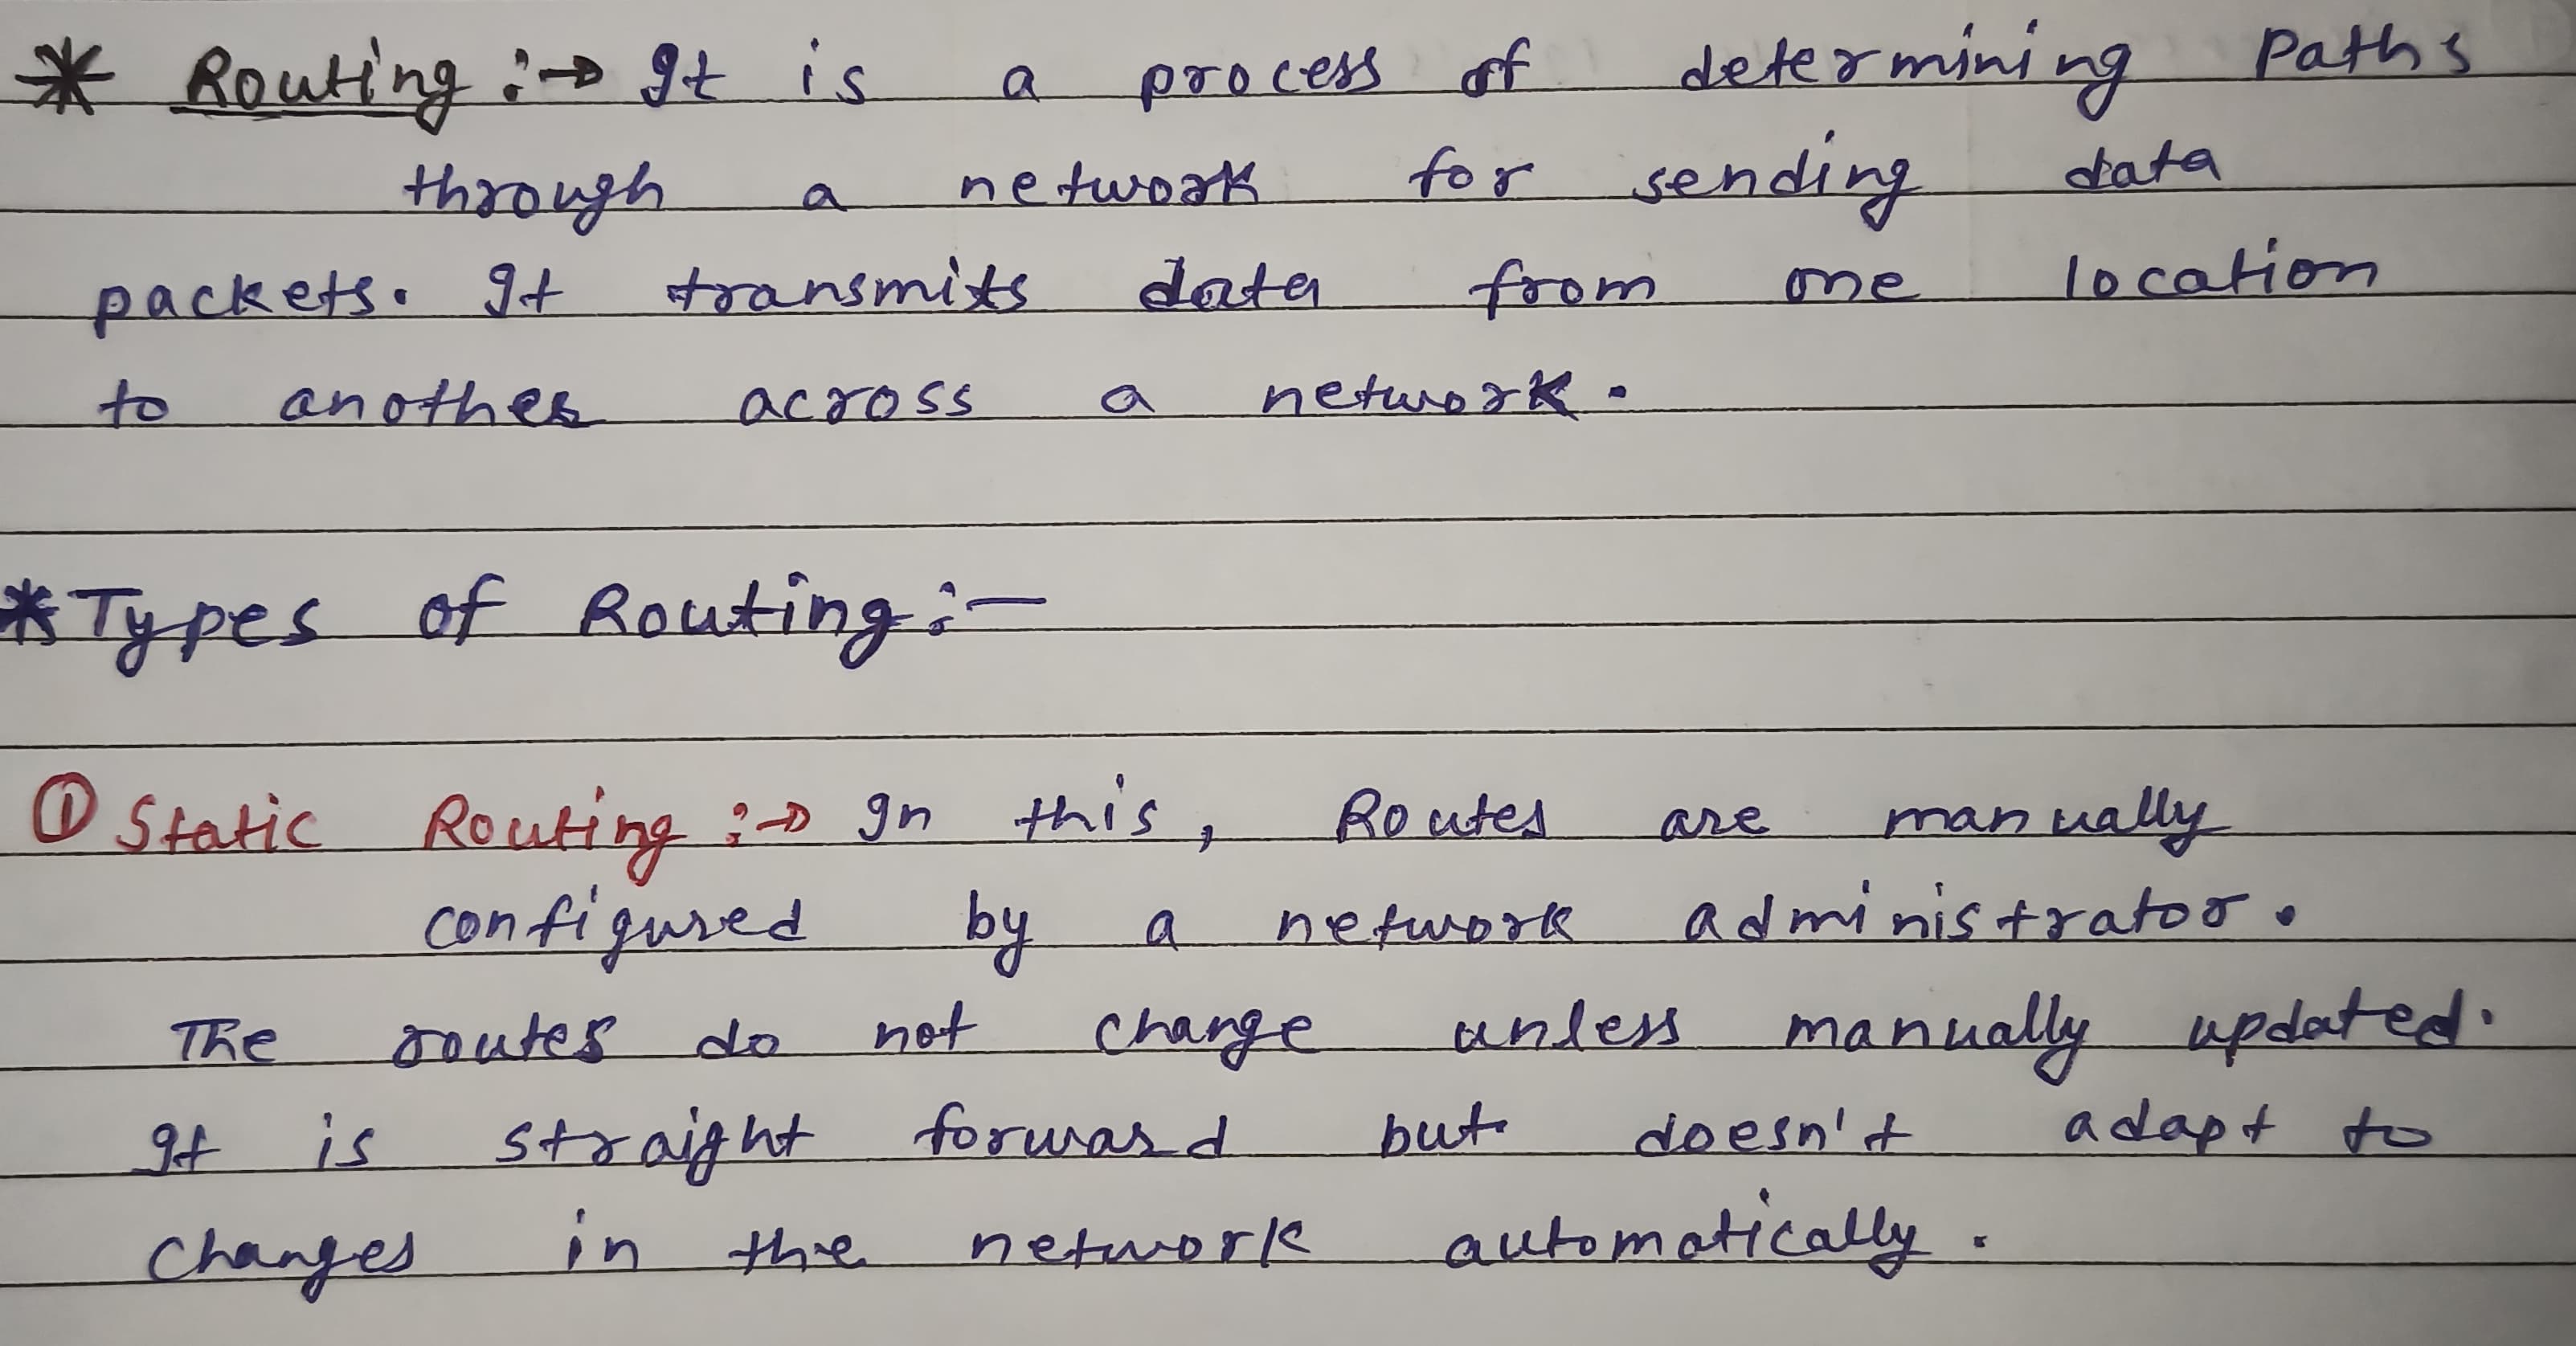 * Routing :→ It is a process of determining Paths
through a network for sending data
packets. It transmits data from one location
to another across a network.
* Types of Routing :-
① Static Routing :→ In this, Routes are manually
configured by a network administrator.
The routes do not change unless manually updated.
It is straight forward but doesn't adapt to
changes in the network automatically.